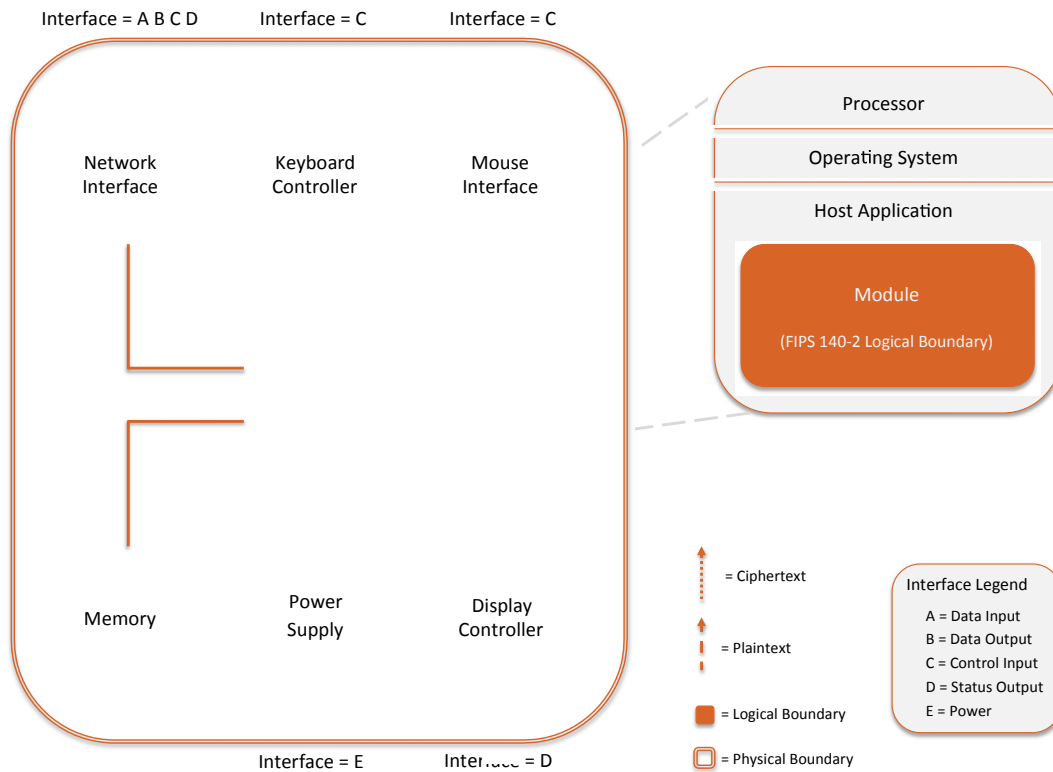 Interface = A B C D
Interface = C
Interface = C
Network
Interface
Keyboard
Controller
Mouse
Interface
Memory
Power
Supply
Display
Controller
Interface = E
Interface = D
Processor
Operating System
Host Application
Module
(FIPS 140-2 Logical Boundary)
= Ciphertext
= Plaintext
= Logical Boundary
= Physical Boundary
Interface Legend
A = Data Input
B = Data Output
C = Control Input
D = Status Output
E = Power